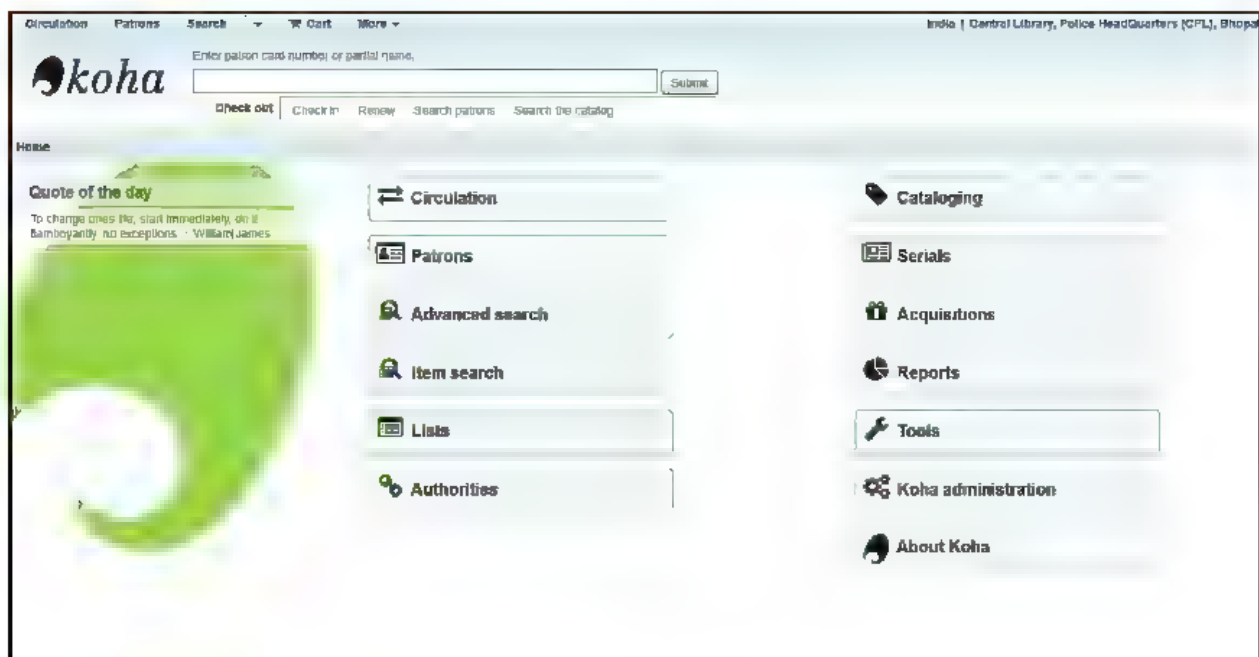 Circulation Patrons Search Cart More India | Central Library, Police HeadQuarters (CPL), Bhopal
Enter patron card number or partial name.
koha
Submit
Check out Check in Renew Search patrons Search the catalog
Home
Quote of the day
To change ones life, start immediately, do it
flamboyantly no exceptions. - William James
Circulation
Patrons
Advanced search
Item search
Lists
Authorities
Cataloging
Serials
Acquisitions
Reports
Tools
Koha administration
About Koha